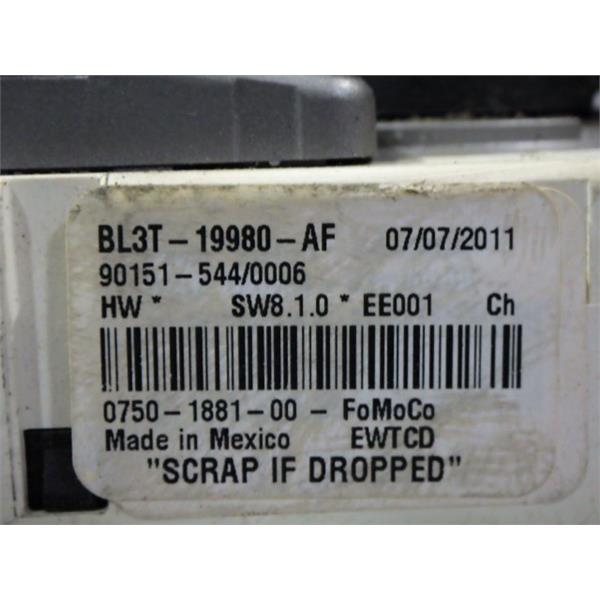 BL3T-19980-AF 07/07/2011
90151-544/0006
HW * SW8.1.0 * EE001 Ch
0750-1881-00-FoMoCo
Made in Mexico EWTCD
"SCRAP IF DROPPED"